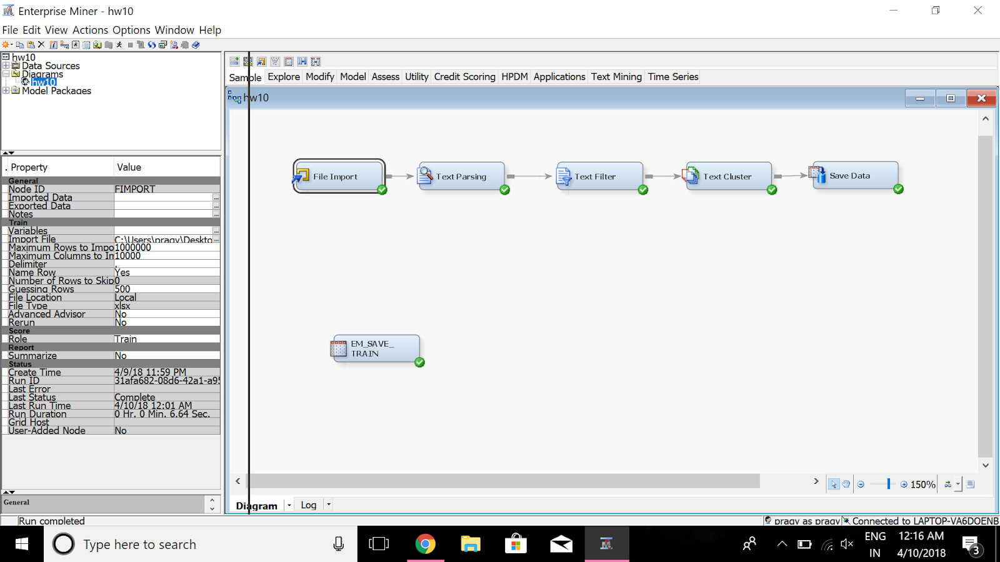 Enterprise Miner - hw10
File Edit View Actions Options Window Help
hw10
Data Sources
Diagrams
hw10
Model Packages
. Property Value
General
Node ID FIMPORT
Imported Data ...
Exported Data ...
Notes ...
Train
Variables ...
Import File C:\Users\pragy\Deskto ...
Maximum Rows to Impo 1000000
Maximum Columns to Im 10000
Delimiter ,
Name Row Yes
Number of Rows to Skip 0
Guessing Rows 500
File Location Local
File Type xlsx
Advanced Advisor No
Rerun No
Score
Role Train
Report
Summarize No
Status
Create Time 4/9/18 11:59 PM
Run ID 31afa682-08d6-42a1-a95
Last Error
Last Status Complete
Last Run Time 4/10/18 12:01 AM
Run Duration 0 Hr. 0 Min. 6.64 Sec.
Grid Host
User-Added Node No
General
Sample Explore Modify Model Assess Utility Credit Scoring HPDM Applications Text Mining Time Series
hw10
File Import
Text Parsing
Text Filter
Text Cluster
Save Data
EM_SAVE_
TRAIN
150%
Diagram Log
Run completed
pragy as pragy Connected to LAPTOP-VA6DOENB
Type here to search
ENG
IN
12:16 AM
4/10/2018
3